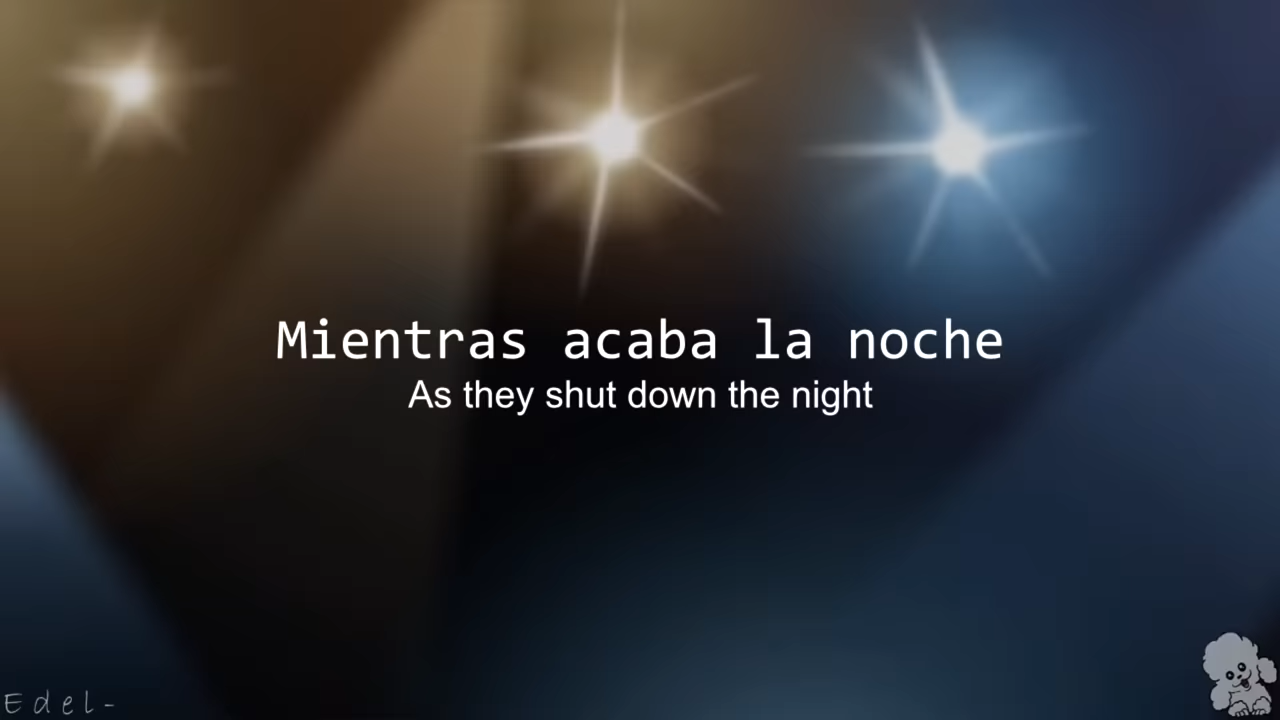 Mientras acaba la noche
As they shut down the night
Edel-